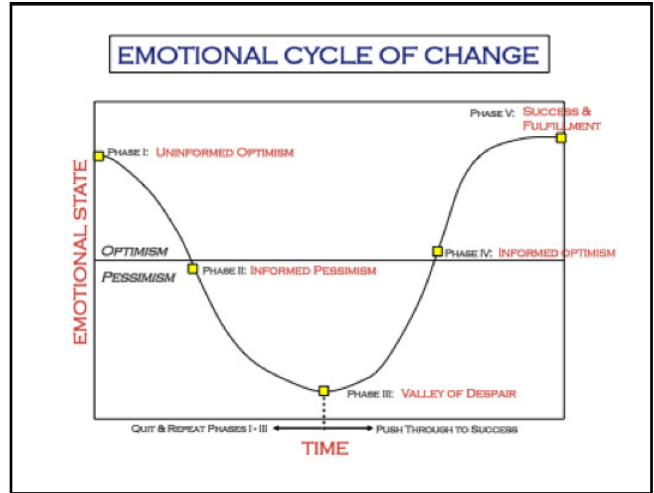 EMOTIONAL CYCLE OF CHANGE
PHASE V: SUCCESS &
FULFILLMENT
PHASE I: UNINFORMED OPTIMISM
EMOTIONAL STATE
OPTIMISM
PHASE IV: INFORMED OPTIMISM
PESSIMISM
PHASE II: INFORMED PESSIMISM
PHASE III: VALLEY OF DESPAIR
QUIT & REPEAT PHASES I - III
PUSH THROUGH TO SUCCESS
TIME